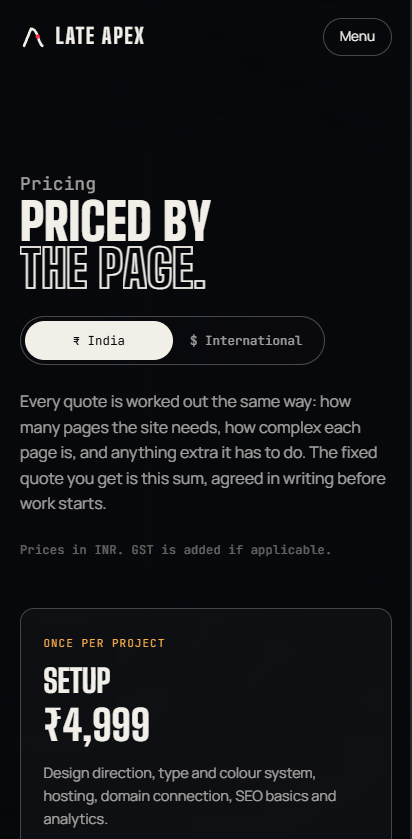 LATE APEX
Menu
Pricing
PRICED BY
THE PAGE.
₹ India
$ International
Every quote is worked out the same way: how
many pages the site needs, how complex each
page is, and anything extra it has to do. The fixed
quote you get is this sum, agreed in writing before
work starts.
Prices in INR. GST is added if applicable.
ONCE PER PROJECT
SETUP
₹4,999
Design direction, type and colour system,
hosting, domain connection, SEO basics and
analytics.